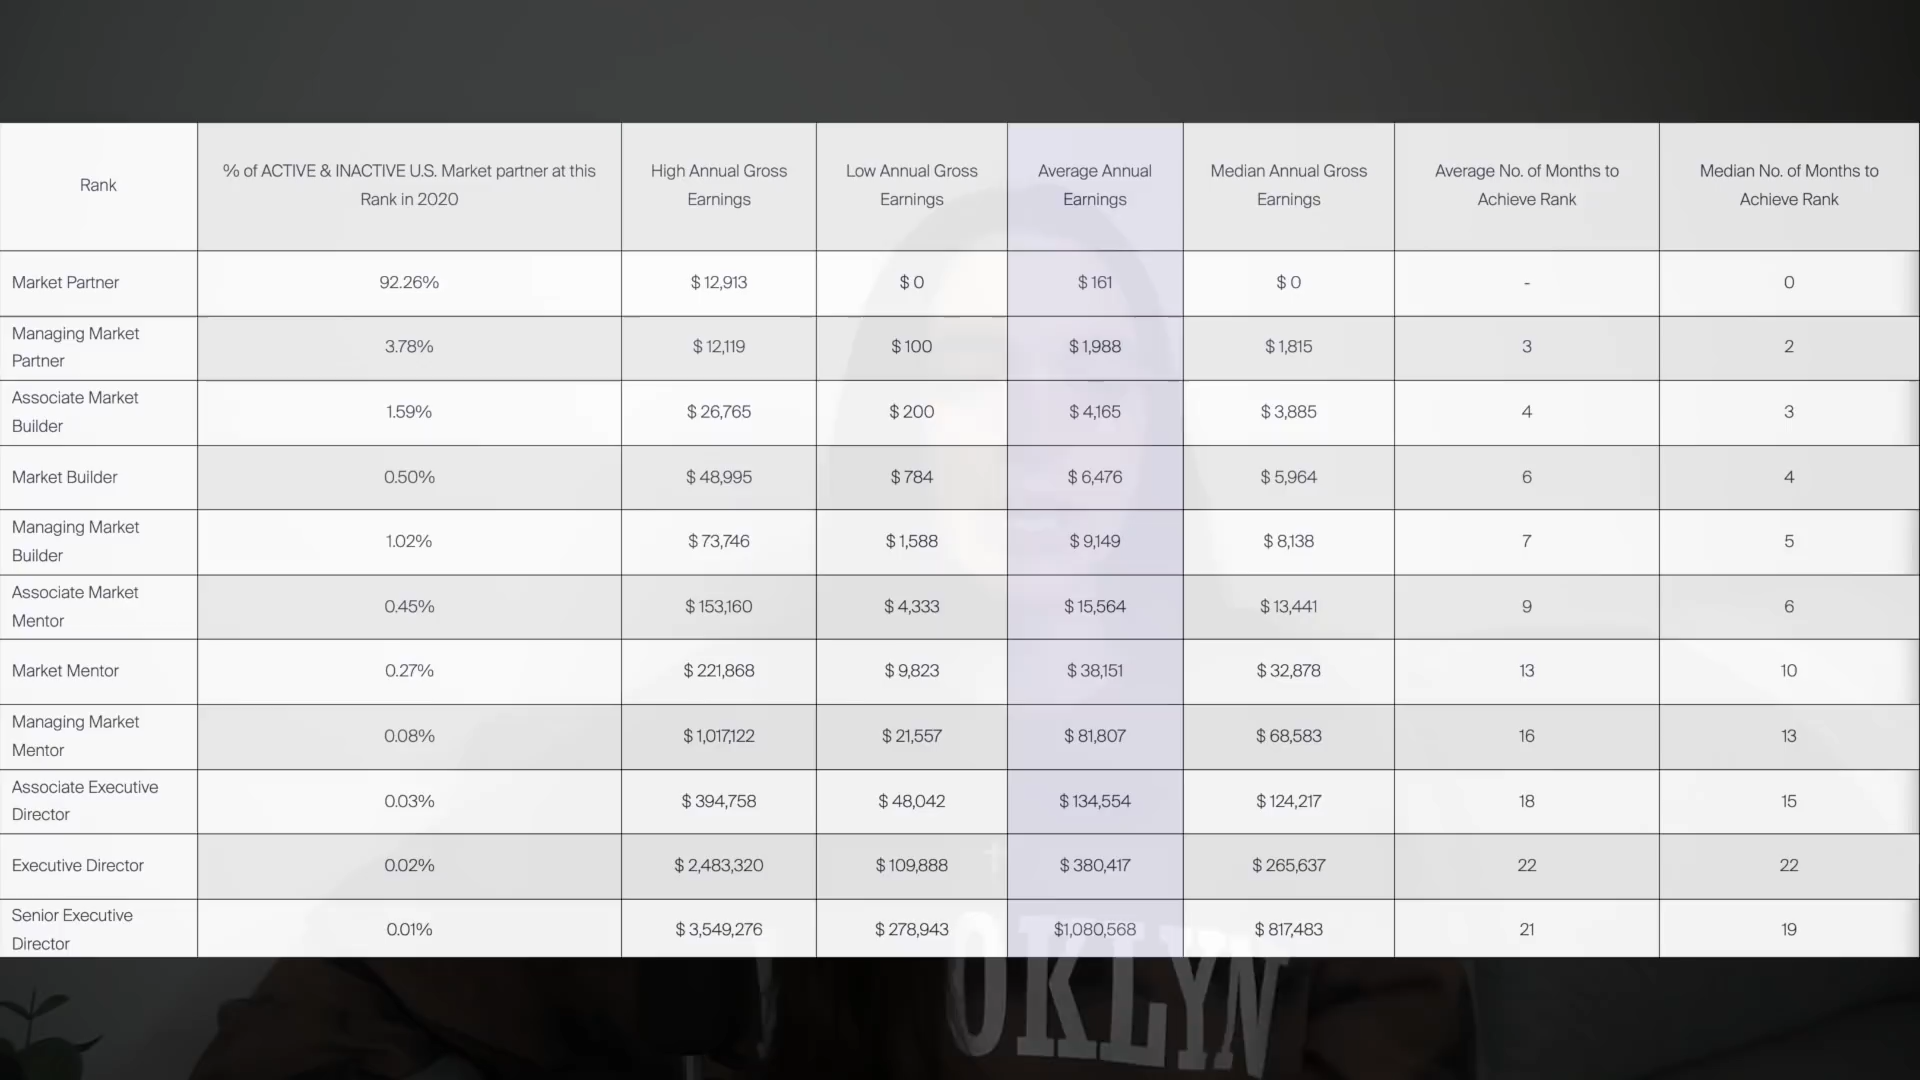 Rank
% of ACTIVE & INACTIVE U.S. Market partner at this
Rank in 2020
High Annual Gross
Earnings
Low Annual Gross
Earnings
Average Annual
Earnings
Median Annual Gross
Earnings
Average No. of Months to
Achieve Rank
Median No. of Months to
Achieve Rank
Market Partner 92.26% $ 12,913 $ 0 $ 161 $ 0 - 0
Managing Market
Partner
3.78% $ 12,119 $ 100 $ 1,988 $ 1,815 3 2
Associate Market
Builder
1.59% $ 26,765 $ 200 $ 4,165 $ 3,885 4 3
Market Builder 0.50% $ 48,995 $ 784 $ 6,476 $ 5,964 6 4
Managing Market
Builder
1.02% $ 73,746 $ 1,588 $ 9,149 $ 8,138 7 5
Associate Market
Mentor
0.45% $ 153,160 $ 4,333 $ 15,564 $ 13,441 9 6
Market Mentor 0.27% $ 221,868 $ 9,823 $ 38,151 $ 32,878 13 10
Managing Market
Mentor
0.08% $ 1,017,122 $ 21,557 $ 81,807 $ 68,583 16 13
Associate Executive
Director
0.03% $ 394,758 $ 48,042 $ 134,554 $ 124,217 18 15
Executive Director 0.02% $ 2,483,320 $ 109,888 $ 380,417 $ 265,637 22 22
Senior Executive
Director
0.01% $ 3,549,276 $ 278,943 $1,080,568 $ 817,483 21 19
OKLYN